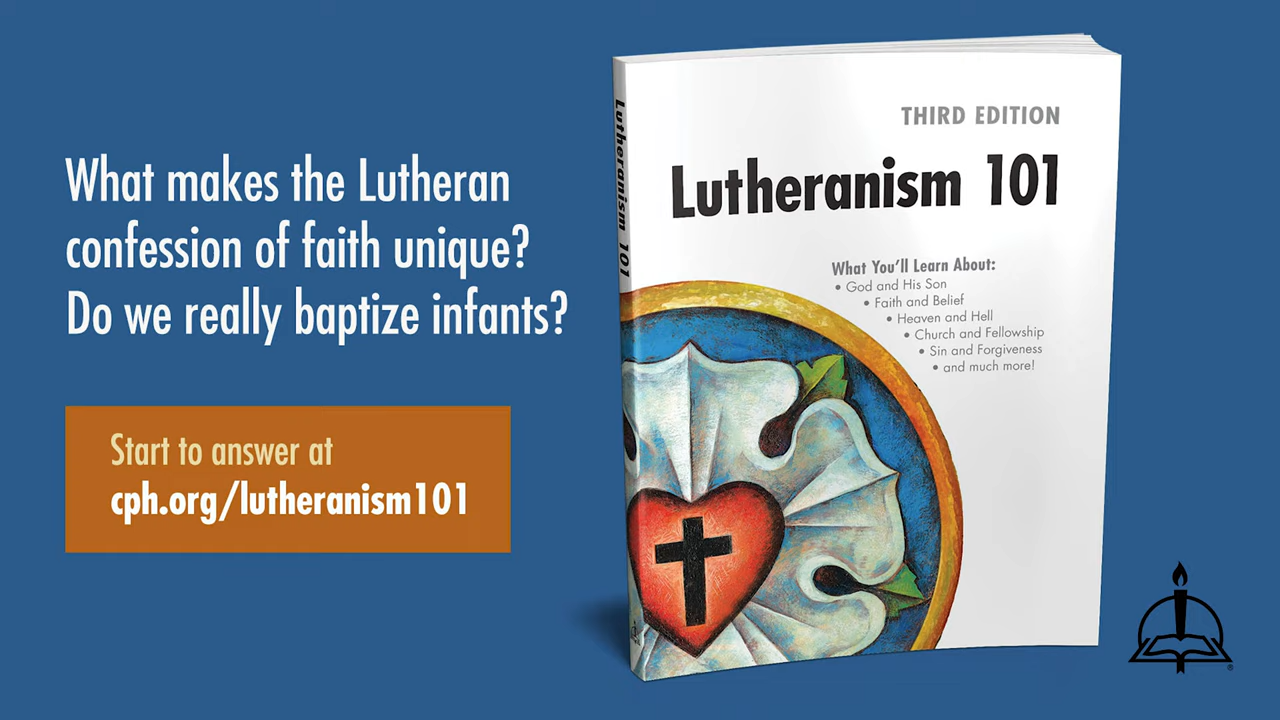 What makes the Lutheran
confession of faith unique?
Do we really baptize infants?
Start to answer at
cph.org/lutheranism101
Lutheranism 101
THIRD EDITION
Lutheranism 101
What You'll Learn About:
• God and His Son
• Faith and Belief
• Heaven and Hell
• Church and Fellowship
• Sin and Forgiveness
• and much more!
®